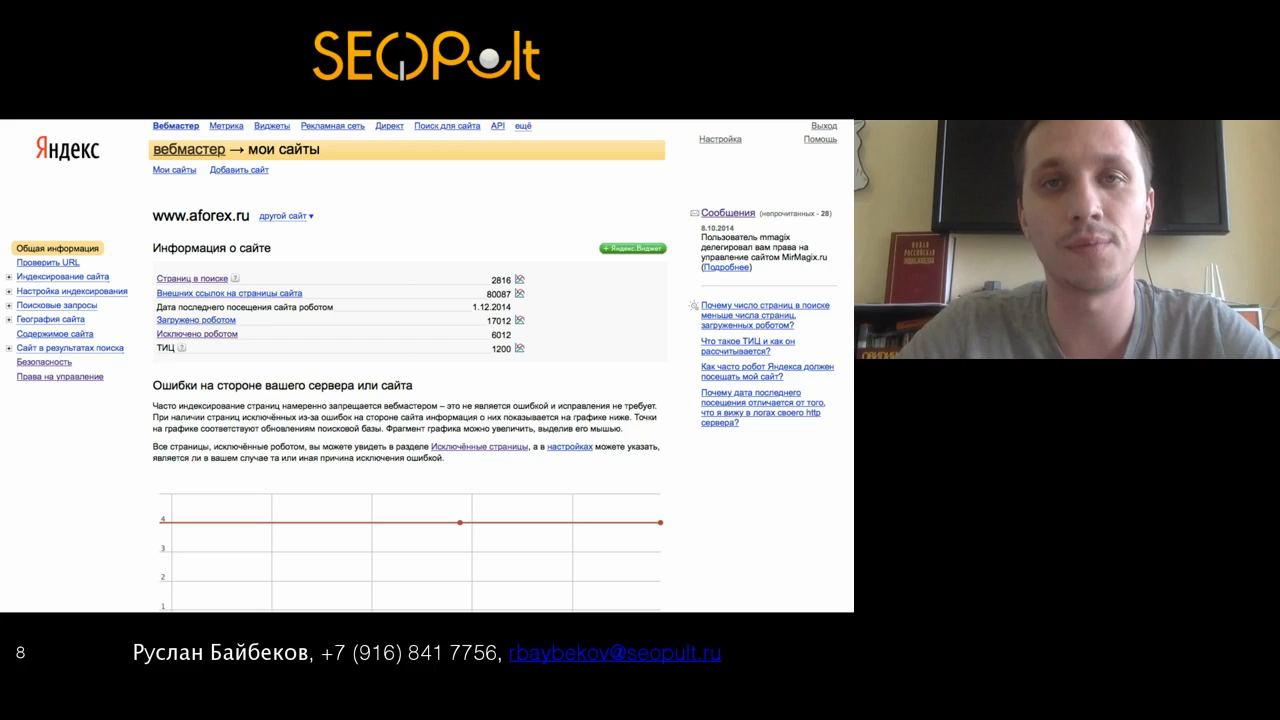 SEOPult
Вебмастер Метрика Виджеты Рекламная сеть Директ Поиск для сайта API ещё
Выход
Настройка
Помощь
Яндекс
вебмастер → мои сайты
Мои сайты Добавить сайт
www.aforex.ru другой сайт ▾
Общая информация
Проверить URL
Индексирование сайта
Настройка индексирования
Поисковые запросы
География сайта
Содержимое сайта
Сайт в результатах поиска
Безопасность
Права на управление
Информация о сайте
+ Яндекс.Виджет
Страниц в поиске ? 2816
Внешних ссылок на страницы сайта 80087
Дата последнего посещения сайта роботом 1.12.2014
Загружено роботом 17012
Исключено роботом 6012
ТИЦ ? 1200
Ошибки на стороне вашего сервера или сайта
Часто индексирование страниц намеренно запрещается вебмастером – это не является ошибкой и исправления не требует.
При наличии страниц исключённых из-за ошибок на стороне сайта информация о них показывается на графике ниже. Точки
на графике соответствуют обновлениям поисковой базы. Фрагмент графика можно увеличить, выделив его мышью.
Все страницы, исключённые роботом, вы можете увидеть в разделе Исключённые страницы, а в настройках можете указать,
является ли в вашем случае та или иная причина исключения ошибкой.
4
3
2
1
Сообщения (непрочитанных - 28)
8.10.2014
Пользователь mmagix
делегировал вам права на
управление сайтом MirMagix.ru
(Подробнее)
Почему число страниц в поиске
меньше числа страниц,
загруженных роботом?
Что такое ТИЦ и как он
рассчитывается?
Как часто робот Яндекса должен
посещать мой сайт?
Почему дата последнего
посещения отличается от того,
что я вижу в логах своего http
сервера?
НОВАЯ
РОССИЙСКАЯ
ЭНЦИКЛОПЕДИЯ
8
Руслан Байбеков, +7 (916) 841 7756, rbaybekov@seopult.ru